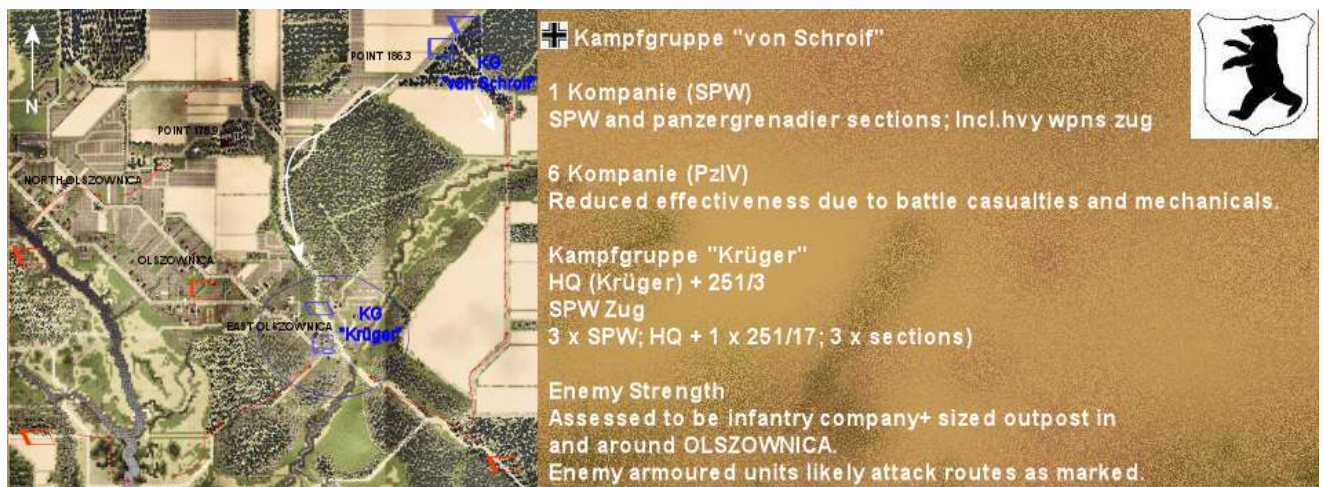 POINT 186.3
KG
"von Schroif"
N
POINT 178.9
NORTH OLSZOWNICA
OLSZOWNICA
EAST OLSZOWNICA
KG
"Krüger"
Kampfgruppe "von Schroif"
1 Kompanie (SPW)
SPW and panzergrenadier sections; Incl.hvy wpns zug
6 Kompanie (PzIV)
Reduced effectiveness due to battle casualties and mechanicals.
Kampfgruppe "Krüger"
HQ (Krüger) + 251/3
SPW Zug
3 x SPW; HQ + 1 x 251/17; 3 x sections)
Enemy Strength
Assessed to be infantry company+ sized outpost in
and around OLSZOWNICA.
Enemy armoured units likely attack routes as marked.